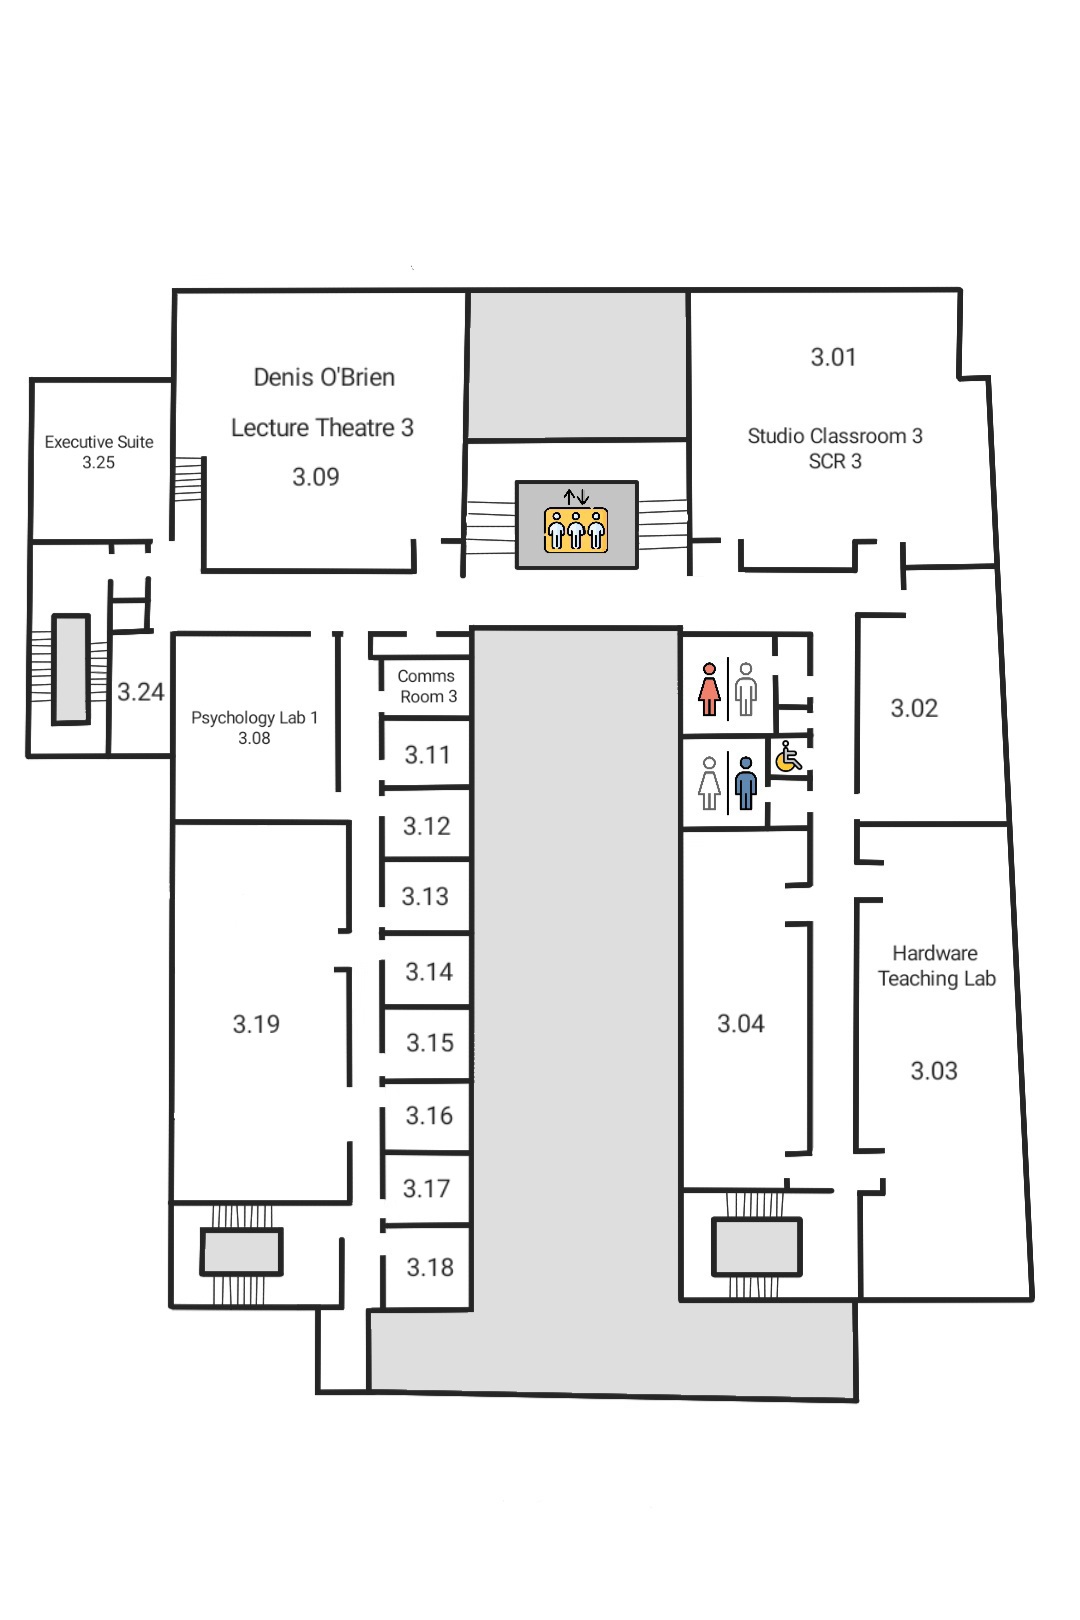 3.01
Denis O'Brien
Lecture Theatre 3
3.09
Studio Classroom 3
SCR 3
Executive Suite
3.25
3.24
Psychology Lab 1
3.08
Comms
Room 3
3.02
3.11
3.12
3.13
3.14
3.15
3.16
3.17
3.18
3.19
3.04
Hardware
Teaching Lab
3.03